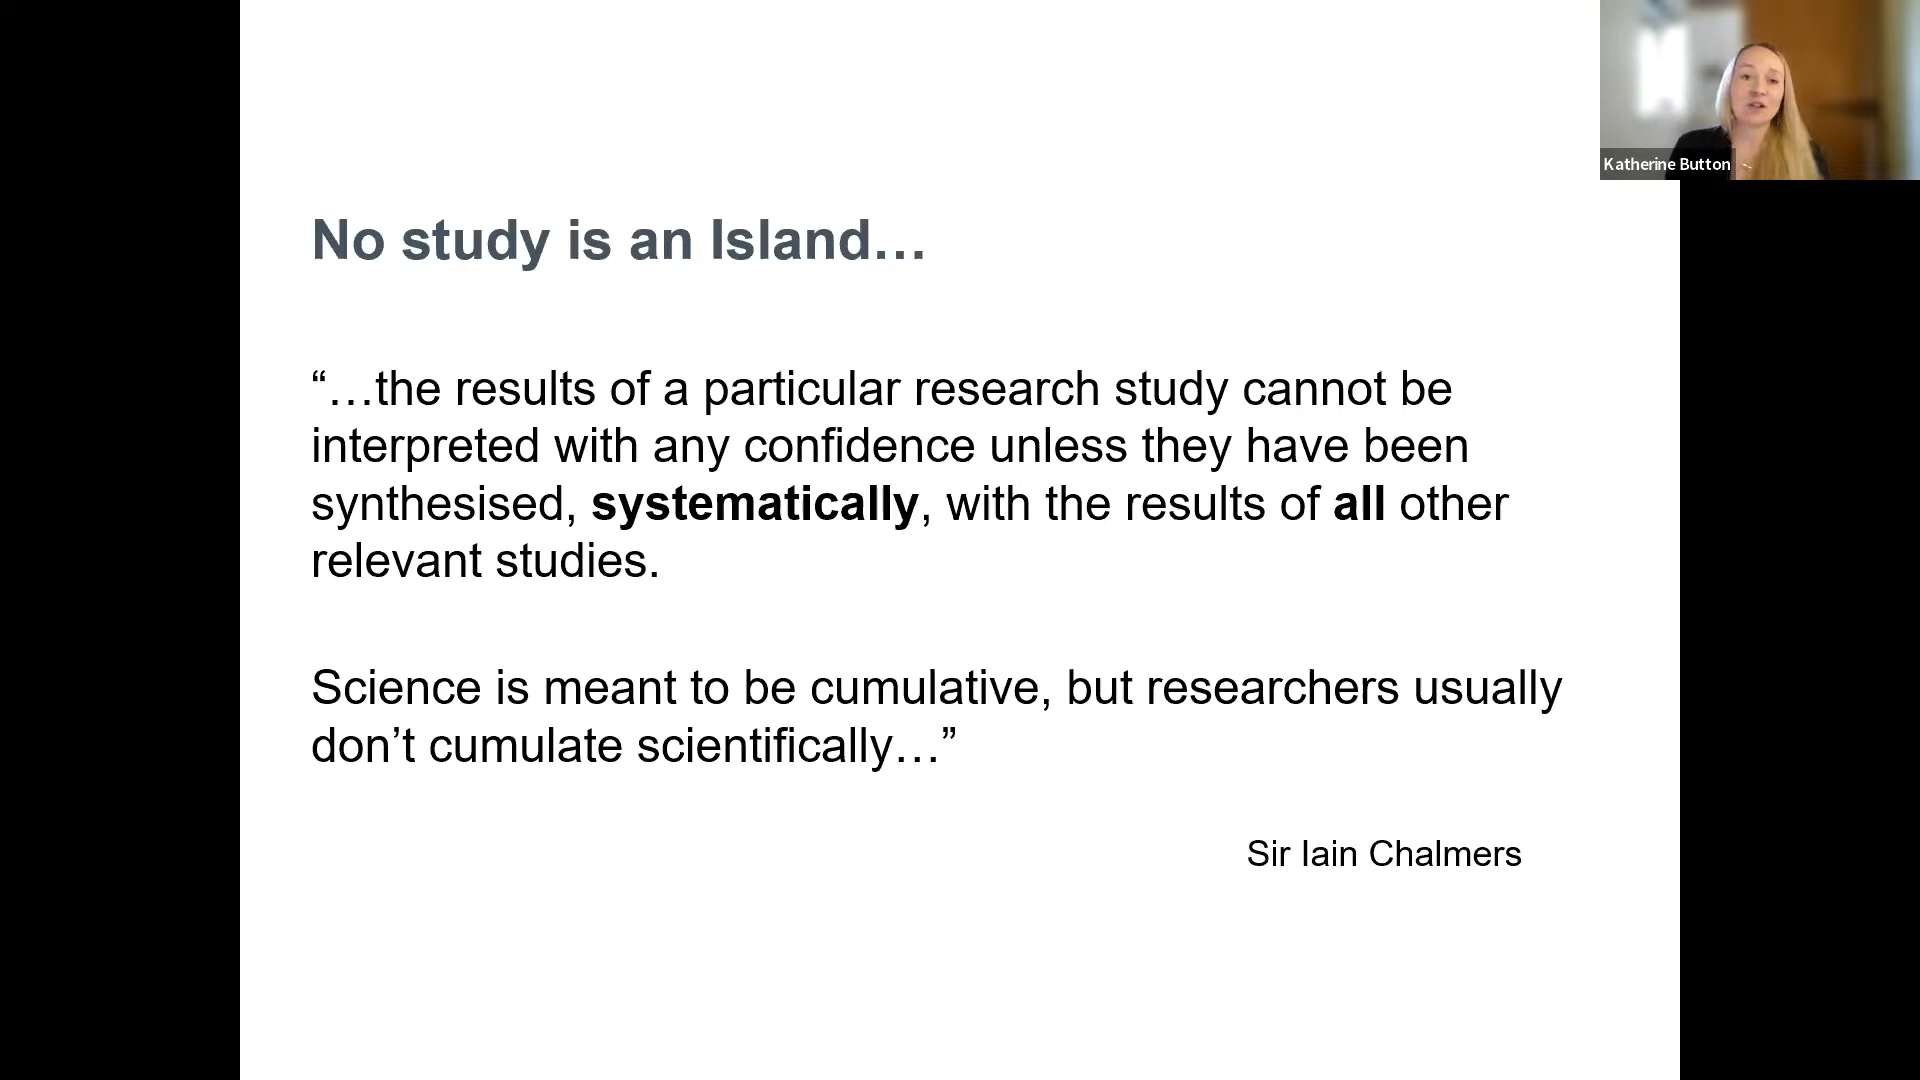 Katherine Button
No study is an Island…
“…the results of a particular research study cannot be
interpreted with any confidence unless they have been
synthesised, systematically, with the results of all other
relevant studies.
Science is meant to be cumulative, but researchers usually
don’t cumulate scientifically…”
Sir Iain Chalmers